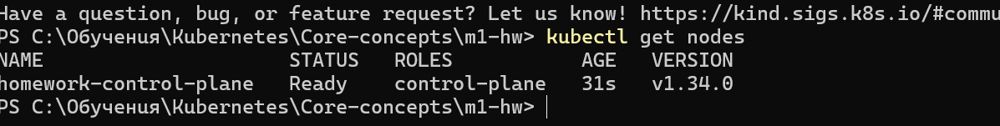 Have a question, bug, or feature request? Let us know! https://kind.sigs.k8s.io/#commu
PS C:\Обучения\Kubernetes\Core-concepts\m1-hw> kubectl get nodes
NAME                     STATUS   ROLES           AGE   VERSION
homework-control-plane   Ready    control-plane   31s   v1.34.0
PS C:\Обучения\Kubernetes\Core-concepts\m1-hw>